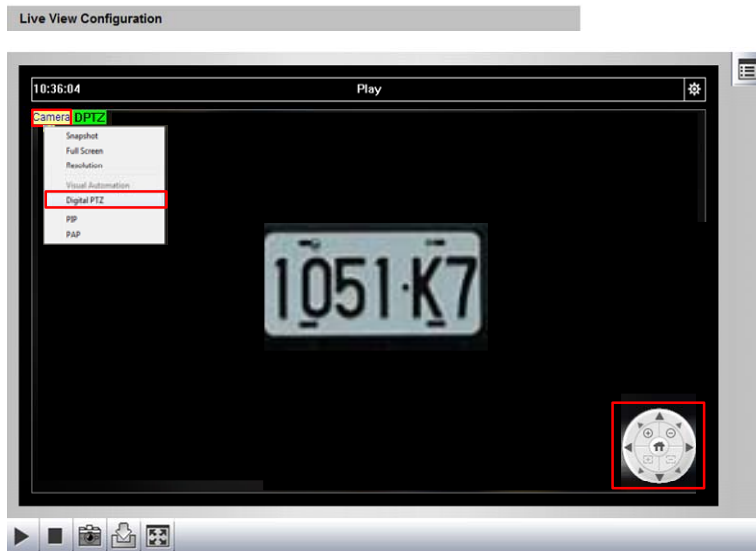 Live View Configuration
10:36:04 Play
Camera DPTZ
Snapshot
Full Screen
Resolution
Visual Automation
Digital PTZ
PIP
PAP
1051·K7